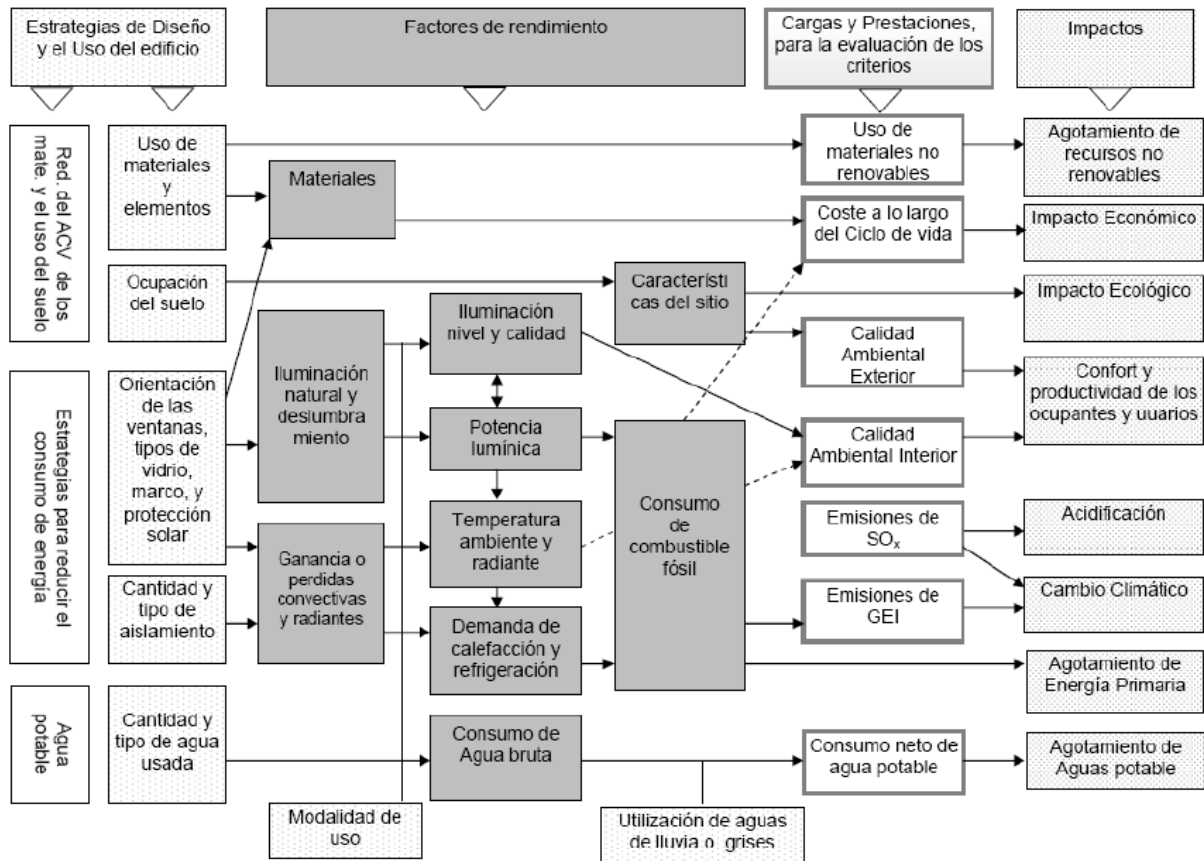 Estrategias de Diseño
y el Uso del edificio
Factores de rendimiento
Cargas y Prestaciones,
para la evaluación de los
criterios
Impactos
Red. del ACV de los
mate. y el uso del suelo
Uso de
materiales
y
elementos
Materiales
Uso de
materiales no
renovables
Agotamiento de
recursos no
renovables
Coste a lo largo
del Ciclo de vida
Impacto Económico
Ocupación
del suelo
Característi
cas del sitio
Impacto Ecológico
Iluminación
nivel y calidad
Calidad
Ambiental
Exterior
Estrategias para reducir el
consumo de energía
Orientación
de las
ventanas,
tipos de
vidrio,
marco, y
protección
solar
Iluminación
natural y
deslumbra
miento
Potencia
lumínica
Confort y
productividad de los
ocupantes y uuarios
Calidad
Ambiental Interior
Consumo
de
combustible
fósil
Temperatura
ambiente y
radiante
Emisiones de
SOx
Acidificación
Ganancia o
perdidas
convectivas
y radiantes
Cantidad y
tipo de
aislamiento
Demanda de
calefacción y
refrigeración
Emisiones de
GEI
Cambio Climático
Agotamiento de
Energía Primaria
Agua
potable
Cantidad y
tipo de agua
usada
Consumo de
Agua bruta
Consumo neto de
agua potable
Agotamiento de
Aguas potable
Modalidad de
uso
Utilización de aguas
de lluvia o grises